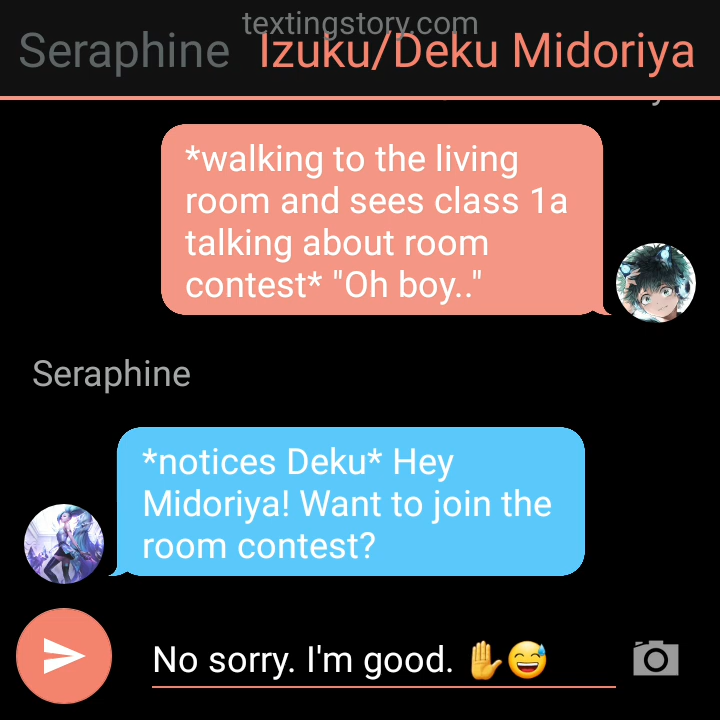 textingstory.com
Seraphine Izuku/Deku Midoriya
*walking to the living
room and sees class 1a
talking about room
contest* "Oh boy.."
Seraphine
*notices Deku* Hey
Midoriya! Want to join the
room contest?
No sorry. I'm good. ✋😅